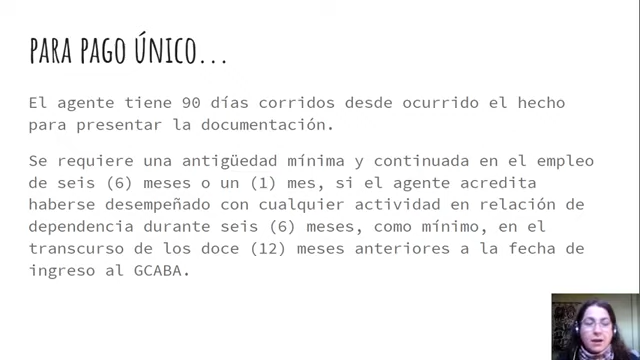 PARA PAGO ÚNICO...
El agente tiene 90 días corridos desde ocurrido el hecho
para presentar la documentación.
Se requiere una antigüedad mínima y continuada en el empleo
de seis (6) meses o un (1) mes, si el agente acredita
haberse desempeñado con cualquier actividad en relación de
dependencia durante seis (6) meses, como mínimo, en el
transcurso de los doce (12) meses anteriores a la fecha de
ingreso al GCABA.